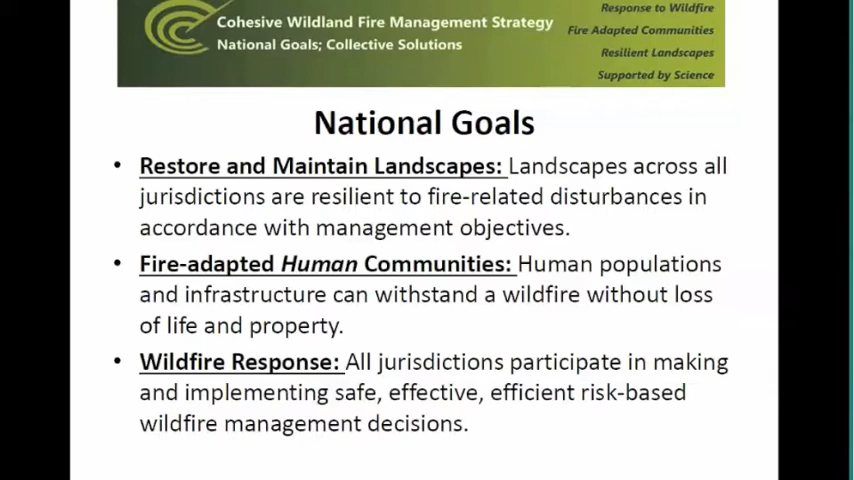 Cohesive Wildland Fire Management Strategy
National Goals; Collective Solutions
Response to Wildfire
Fire Adapted Communities
Resilient Landscapes
Supported by Science
National Goals
• Restore and Maintain Landscapes: Landscapes across all
jurisdictions are resilient to fire-related disturbances in
accordance with management objectives.
• Fire-adapted Human Communities: Human populations
and infrastructure can withstand a wildfire without loss
of life and property.
• Wildfire Response: All jurisdictions participate in making
and implementing safe, effective, efficient risk-based
wildfire management decisions.